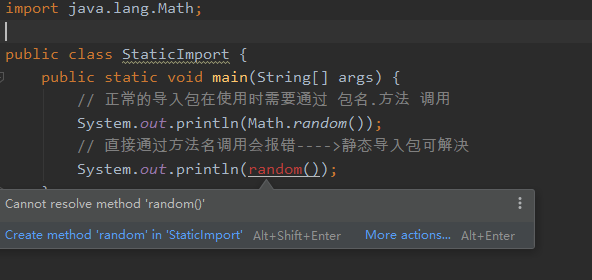 import java.lang.Math;
public class StaticImport {
public static void main(String[] args) {
// 正常的导入包在使用时需要通过 包名.方法 调用
System.out.println(Math.random());
// 直接通过方法名调用会报错---->静态导入包可解决
System.out.println(random());
Cannot resolve method 'random()'
Create method 'random' in 'StaticImport' Alt+Shift+Enter More actions... Alt+Enter